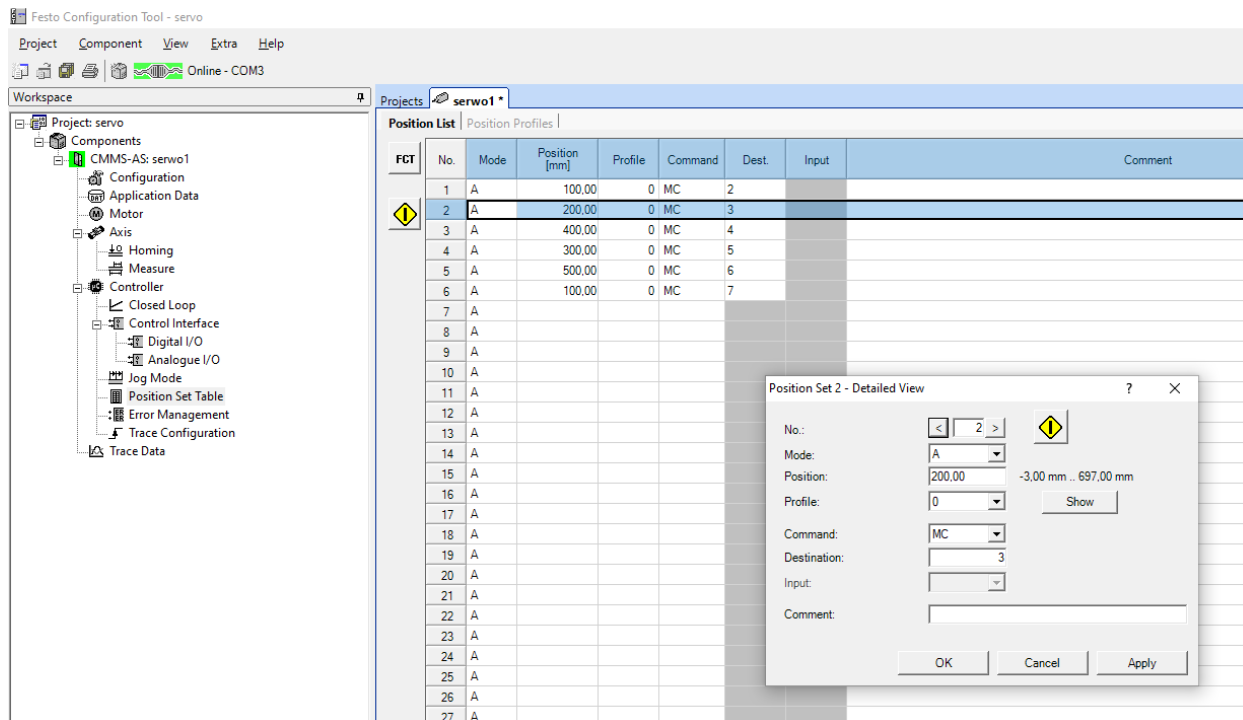 Festo Configuration Tool - servo
Project Component View Extra Help
Online - COM3
Workspace
Project: servo
Components
CMMS-AS: serwo1
Configuration
Application Data
Motor
Axis
Homing
Measure
Controller
Closed Loop
Control Interface
Digital I/O
Analogue I/O
Jog Mode
Position Set Table
Error Management
Trace Configuration
Trace Data
Projects serwo1 *
Position List Position Profiles
FCT
No. Mode Position [mm] Profile Command Dest. Input Comment
1 A 100,00 0 MC 2
2 A 200,00 0 MC 3
3 A 400,00 0 MC 4
4 A 300,00 0 MC 5
5 A 500,00 0 MC 6
6 A 100,00 0 MC 7
7 A
8 A
9 A
10 A
11 A
12 A
13 A
14 A
15 A
16 A
17 A
18 A
19 A
20 A
21 A
22 A
23 A
24 A
25 A
26 A
27 A
Position Set 2 - Detailed View ? ×
No.: < 2 >
Mode: A
Position: 200,00 -3,00 mm .. 697,00 mm
Profile: 0 Show
Command: MC
Destination: 3
Input:
Comment:
OK Cancel Apply